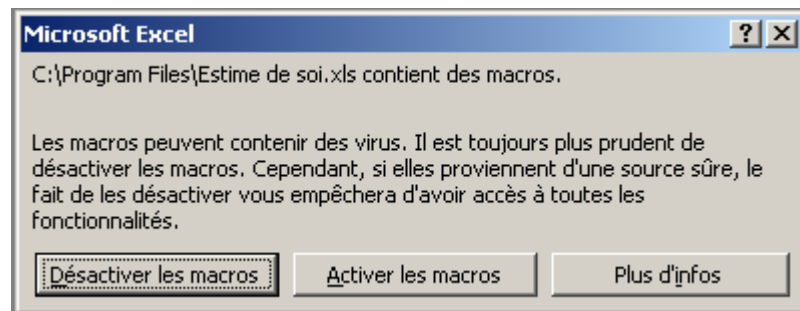 Microsoft Excel
C:\Program Files\Estime de soi.xls contient des macros.
Les macros peuvent contenir des virus. Il est toujours plus prudent de
désactiver les macros. Cependant, si elles proviennent d'une source sûre, le
fait de les désactiver vous empêchera d'avoir accès à toutes les
fonctionnalités.
Désactiver les macros Activer les macros Plus d'infos